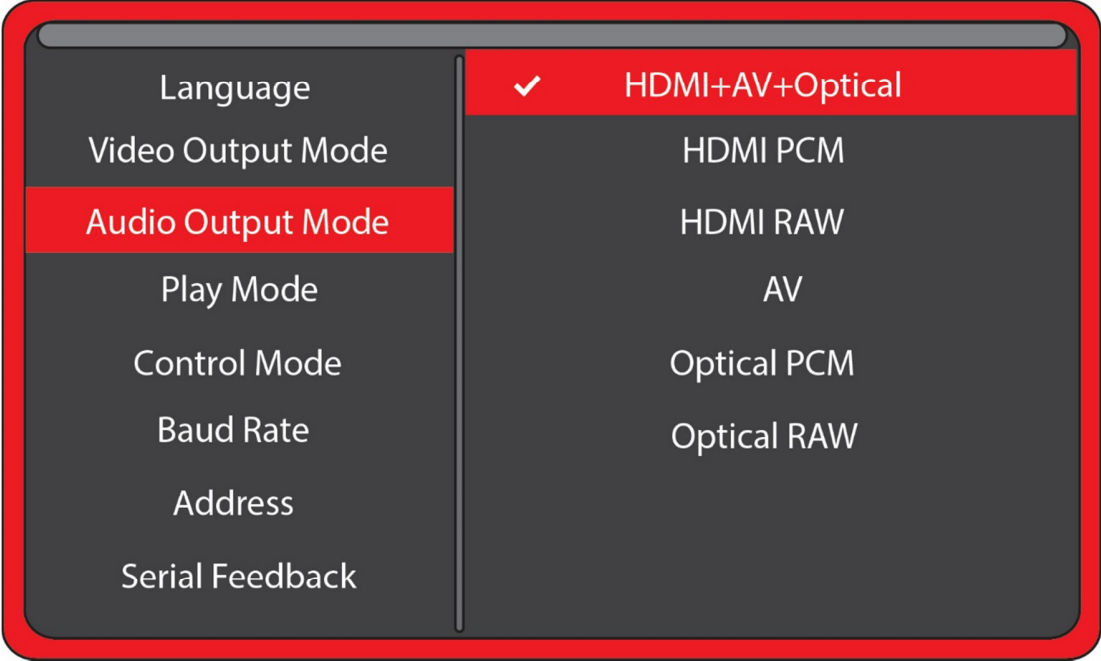 Language
Video Output Mode
Audio Output Mode
Play Mode
Control Mode
Baud Rate
Address
Serial Feedback
✓ HDMI+AV+Optical
HDMI PCM
HDMI RAW
AV
Optical PCM
Optical RAW